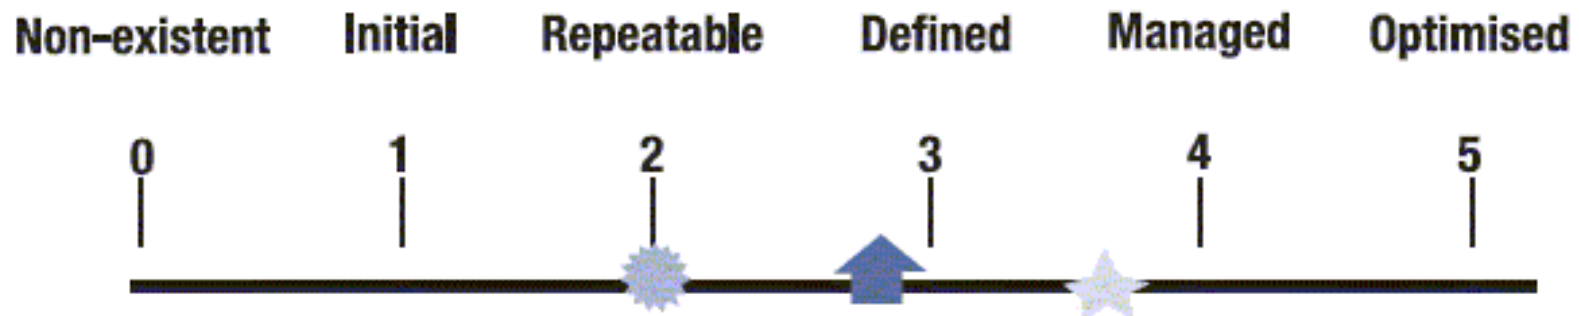 Non-existent Initial Repeatable Defined Managed Optimised
0 1 2 3 4 5